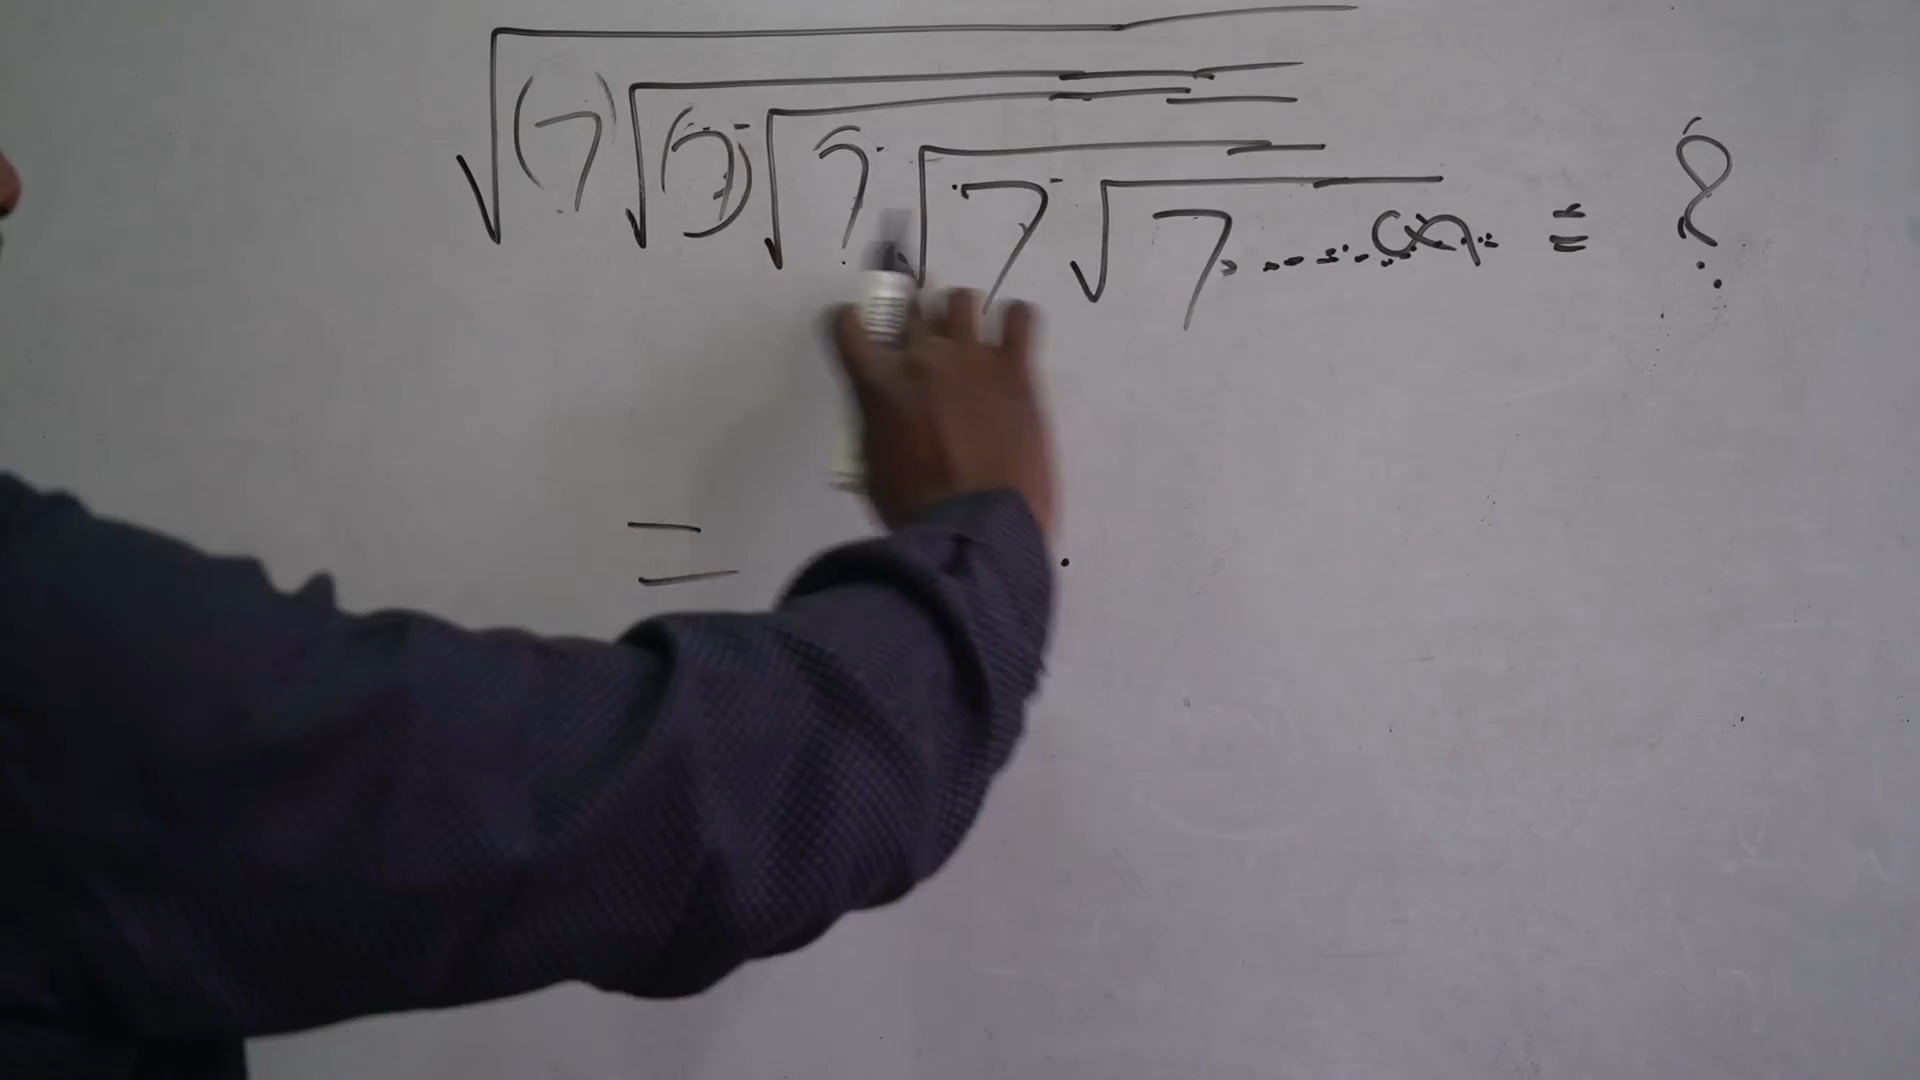 √(7)√(7)√7√7√7.....∞... = ?
=